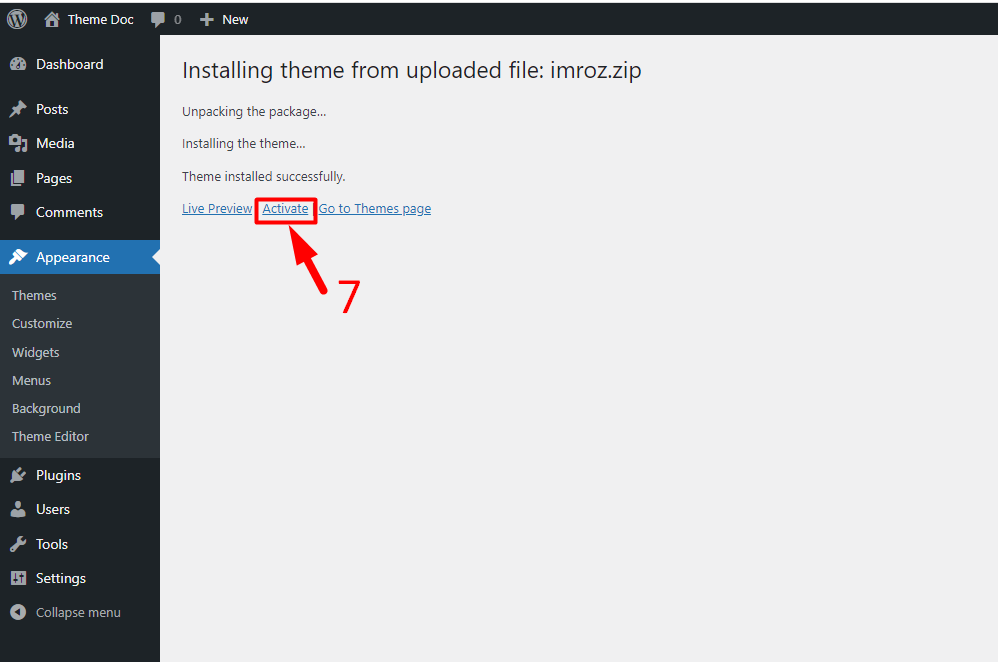 Theme Doc 0 New
Dashboard
Posts
Media
Pages
Comments
Appearance
Themes
Customize
Widgets
Menus
Background
Theme Editor
Plugins
Users
Tools
Settings
Collapse menu
Installing theme from uploaded file: imroz.zip
Unpacking the package...
Installing the theme...
Theme installed successfully.
Live Preview Activate Go to Themes page
7